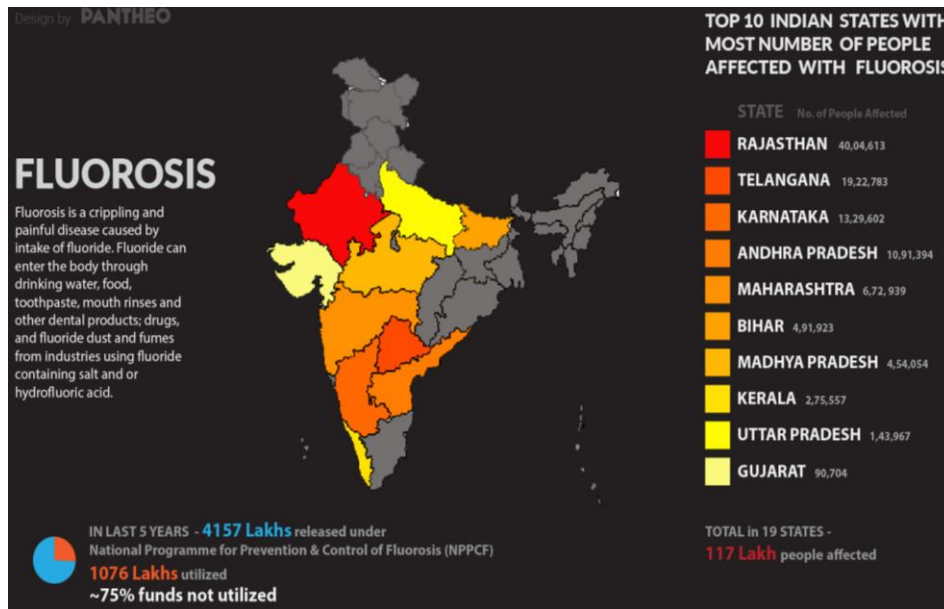 Design by PANTHEO
FLUOROSIS
Fluorosis is a crippling and
painful disease caused by
intake of fluoride. Fluoride can
enter the body through
drinking water, food,
toothpaste, mouth rinses and
other dental products; drugs,
and fluoride dust and fumes
from industries using fluoride
containing salt and or
hydrofluoric acid.
TOP 10 INDIAN STATES WITH
MOST NUMBER OF PEOPLE
AFFECTED WITH FLUOROSIS
STATE No. of People Affected
RAJASTHAN 40,04,613
TELANGANA 19,22,783
KARNATAKA 13,29,602
ANDHRA PRADESH 10,91,394
MAHARASHTRA 6,72,939
BIHAR 4,91,923
MADHYA PRADESH 4,54,054
KERALA 2,75,557
UTTAR PRADESH 1,43,967
GUJARAT 90,704
IN LAST 5 YEARS - 4157 Lakhs released under
National Programme for Prevention & Control of Fluorosis (NPPCF)
1076 Lakhs utilized
~75% funds not utilized
TOTAL in 19 STATES -
117 Lakh people affected